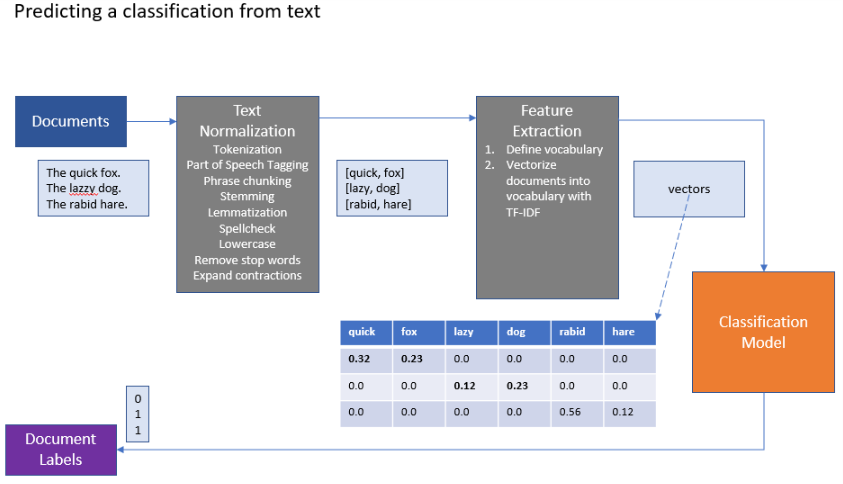 Predicting a classification from text
Documents
The quick fox.
The lazzy dog.
The rabid hare.
Text
Normalization
Tokenization
Part of Speech Tagging
Phrase chunking
Stemming
Lemmatization
Spellcheck
Lowercase
Remove stop words
Expand contractions
[quick, fox]
[lazy, dog]
[rabid, hare]
Feature
Extraction
1. Define vocabulary
2. Vectorize
documents into
vocabulary with
TF-IDF
vectors
Classification
Model
quick fox lazy dog rabid hare
0.32 0.23 0.0 0.0 0.0 0.0
0.0 0.0 0.12 0.23 0.0 0.0
0.0 0.0 0.0 0.0 0.56 0.12
0
1
1
Document
Labels